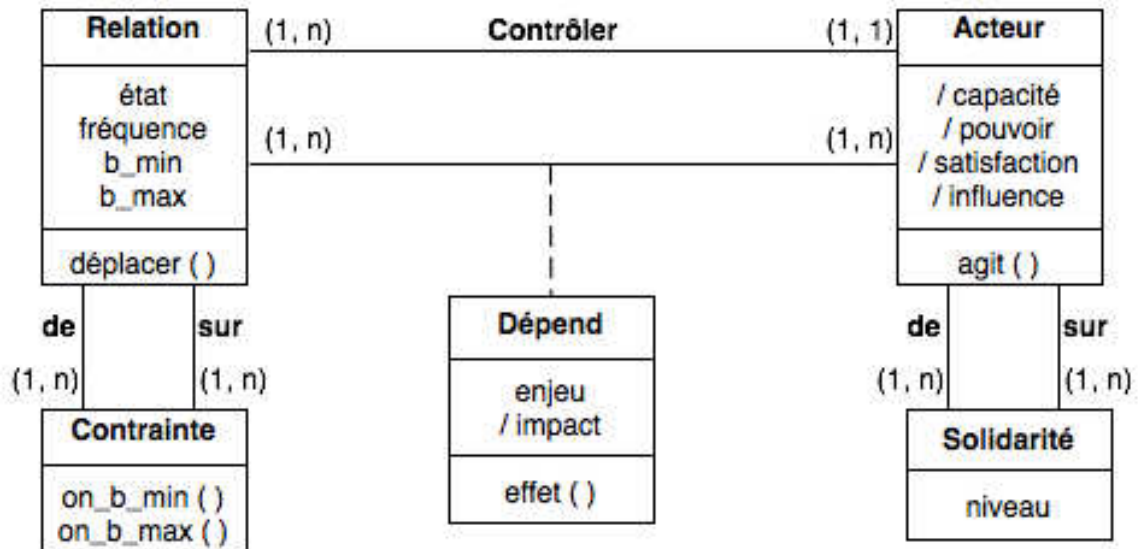 Relation
(1, n)
Contrôler
(1, 1)
Acteur
état
fréquence
b_min
b_max
(1, n)
(1, n)
/ capacité
/ pouvoir
/ satisfaction
/ influence
déplacer ( )
agit ( )
de
sur
(1, n)
(1, n)
Dépend
enjeu
/ impact
effet ( )
de
sur
(1, n)
(1, n)
Contrainte
on_b_min ( )
on_b_max ( )
Solidarité
niveau